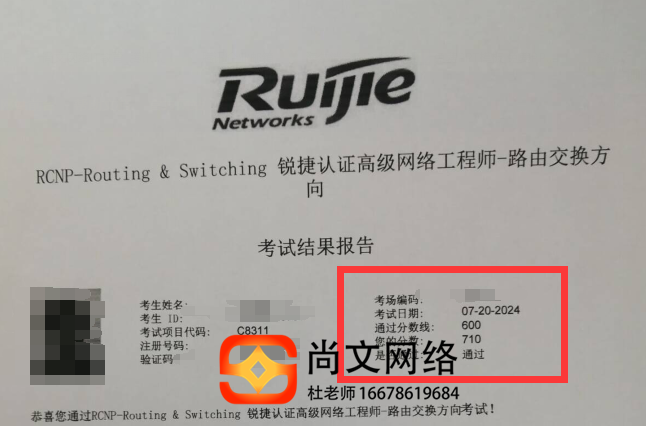 Ruijie
Networks
RCNP-Routing & Switching 锐捷认证高级网络工程师-路由交换方
向
考试结果报告
考生姓名:
考生 ID:
考试项目代码: C8311
注册号码:
验证码
考场编码:
考试日期: 07-20-2024
通过分数线: 600
您的分数: 710
是否通过: 通过
尚文网络
杜老师 16678619684
恭喜您通过RCNP-Routing & Switching 锐捷认证高级网络工程师-路由交换方向考试!